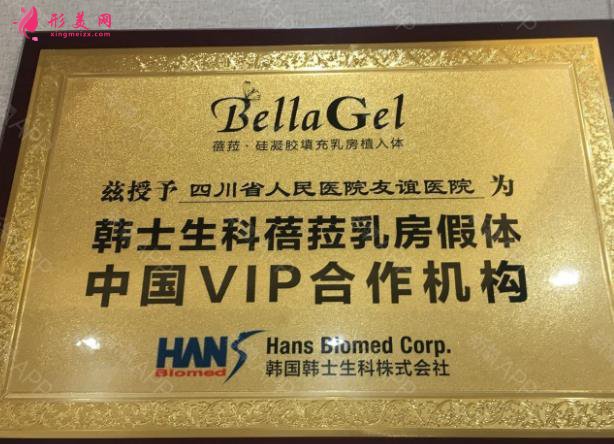 形美网
xingmeizx.com
BellaGel
蓓菈·硅凝胶填充乳房植入体
兹授予 四川省人民医院友谊医院 为
韩士生科蓓菈乳房假体
中国VIP合作机构
HANS Biomed
Hans Biomed Corp.
韩国韩士生科株式会社